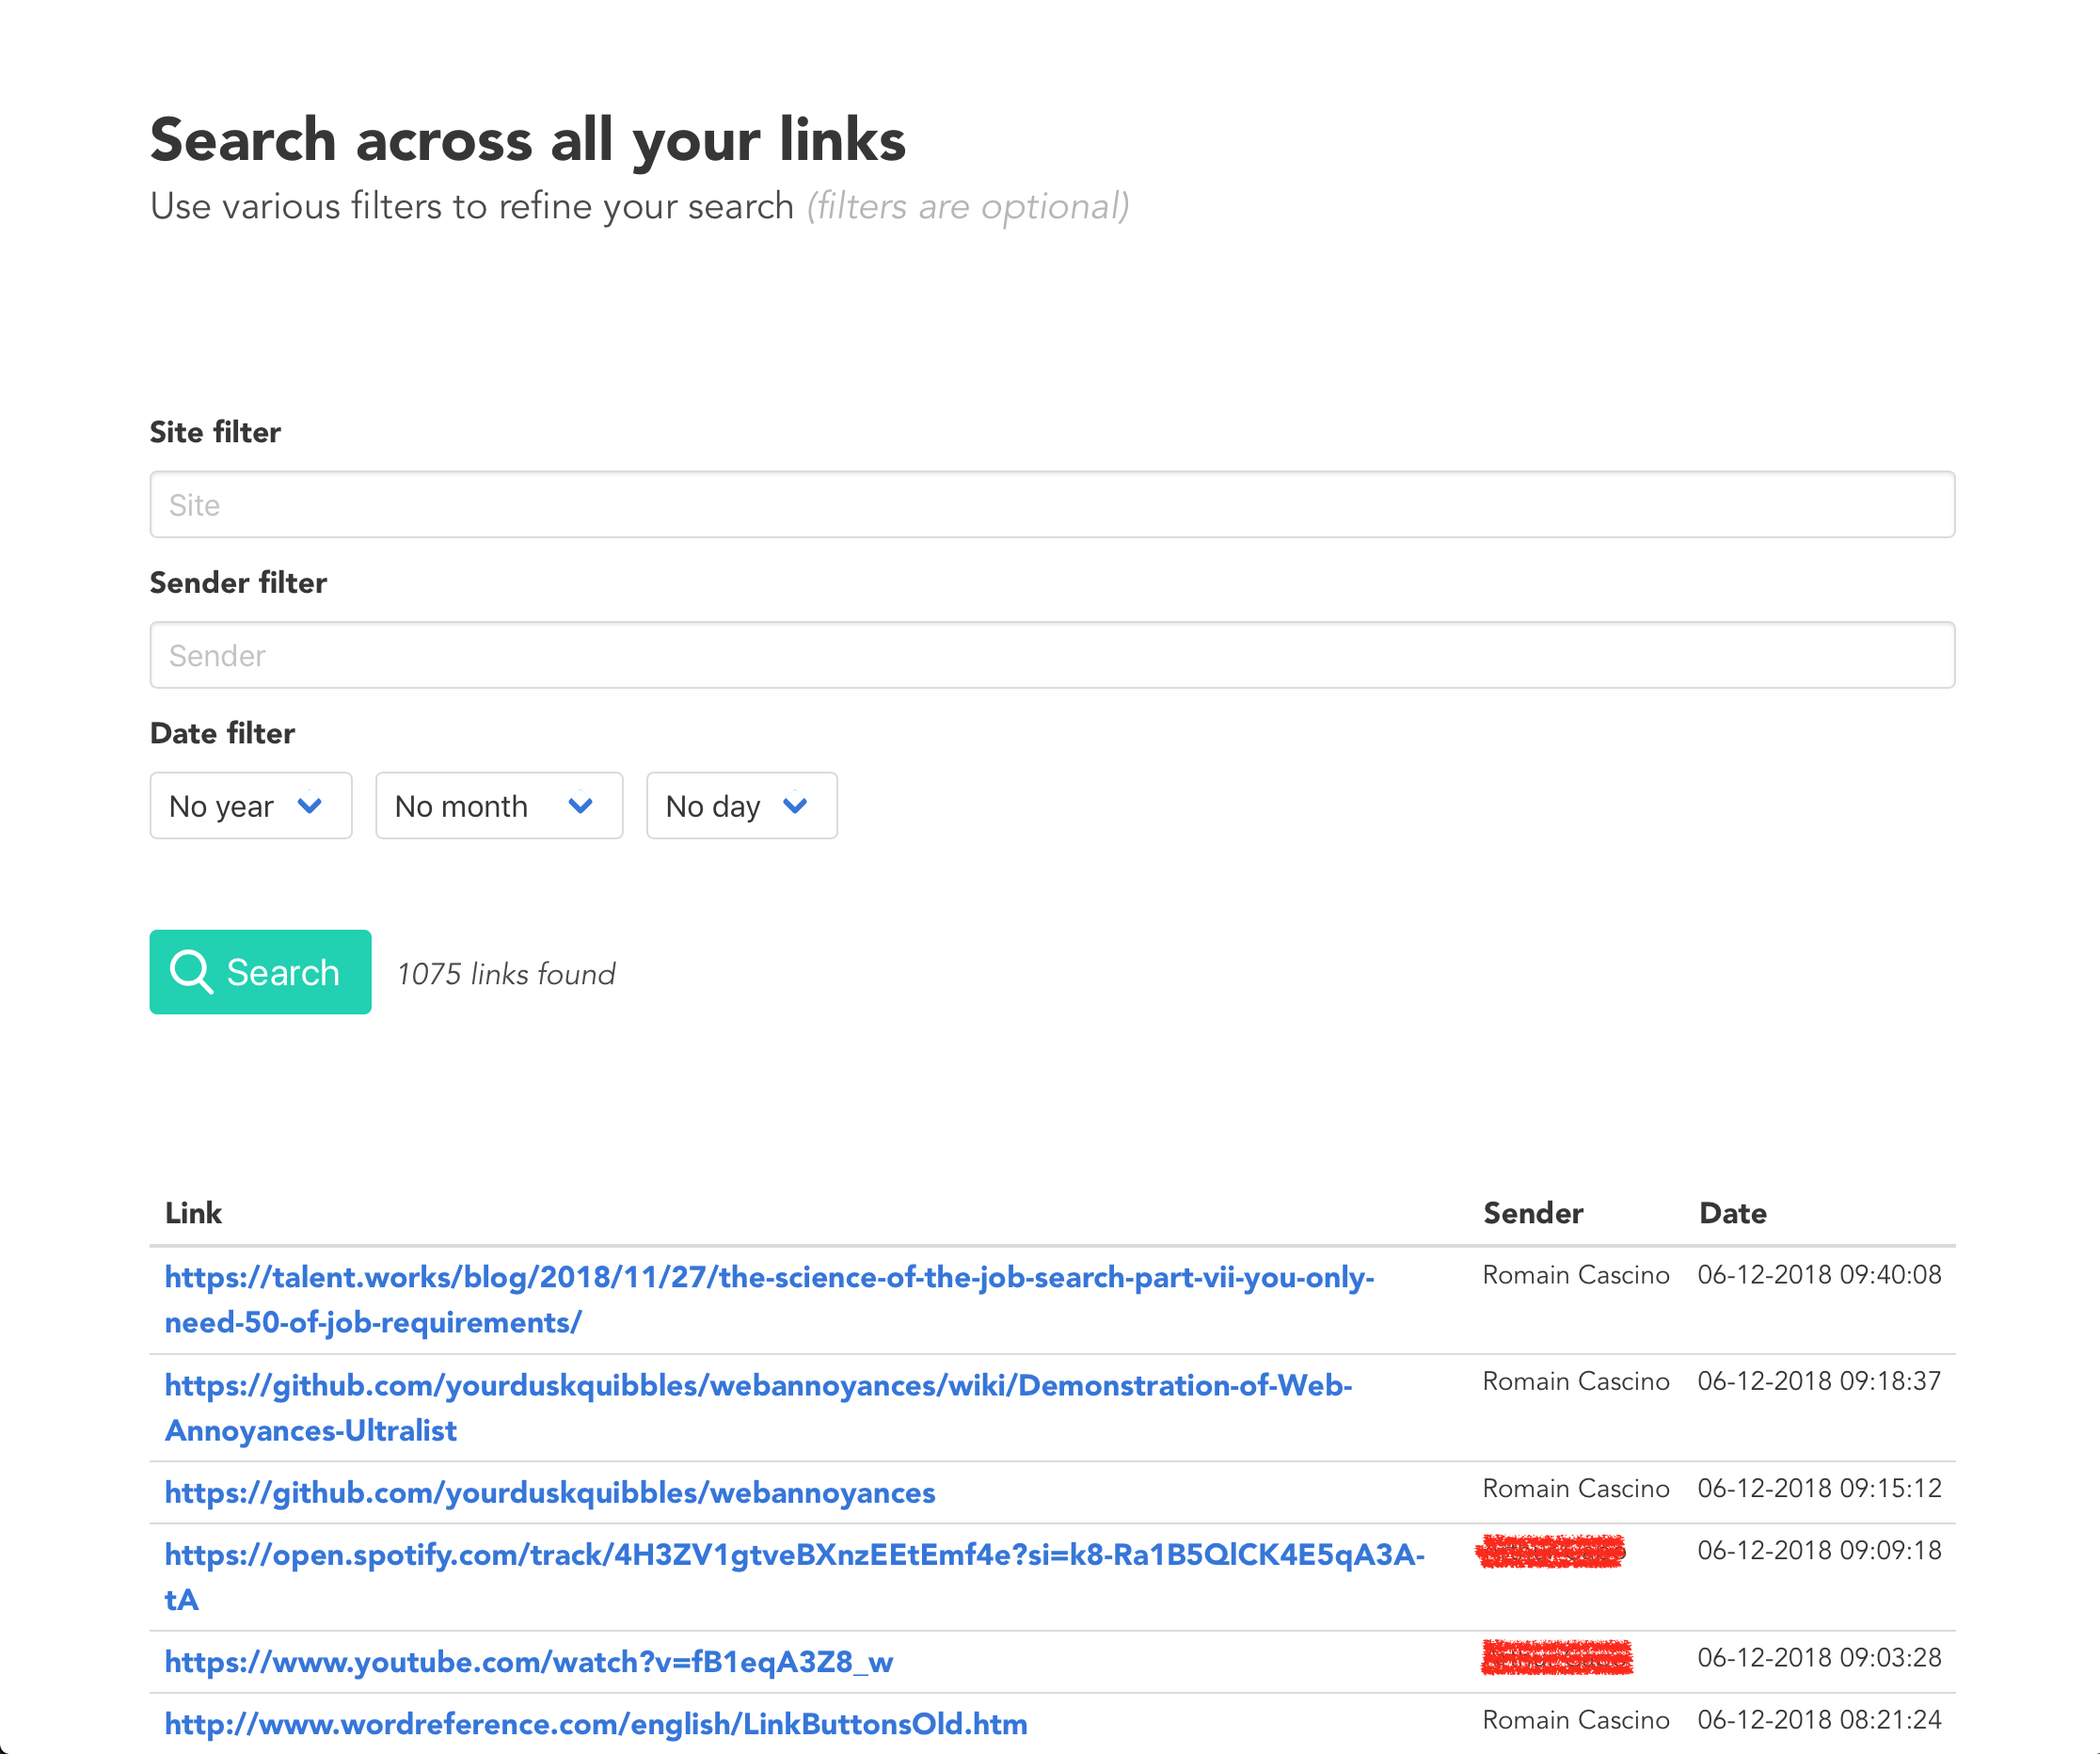 Search across all your links
Use various filters to refine your search (filters are optional)
Site filter
Site
Sender filter
Sender
Date filter
No year No month No day
Search 1075 links found
Link Sender Date
https://talent.works/blog/2018/11/27/the-science-of-the-job-search-part-vii-you-only- Romain Cascino 06-12-2018 09:40:08
need-50-of-job-requirements/
https://github.com/yourduskquibbles/webannoyances/wiki/Demonstration-of-Web- Romain Cascino 06-12-2018 09:18:37
Annoyances-Ultralist
https://github.com/yourduskquibbles/webannoyances Romain Cascino 06-12-2018 09:15:12
https://open.spotify.com/track/4H3ZV1gtveBXnzEEtEmf4e?si=k8-Ra1B5QlCK4E5qA3A- 06-12-2018 09:09:18
tA
https://www.youtube.com/watch?v=fB1eqA3Z8_w 06-12-2018 09:03:28
http://www.wordreference.com/english/LinkButtonsOld.htm Romain Cascino 06-12-2018 08:21:24